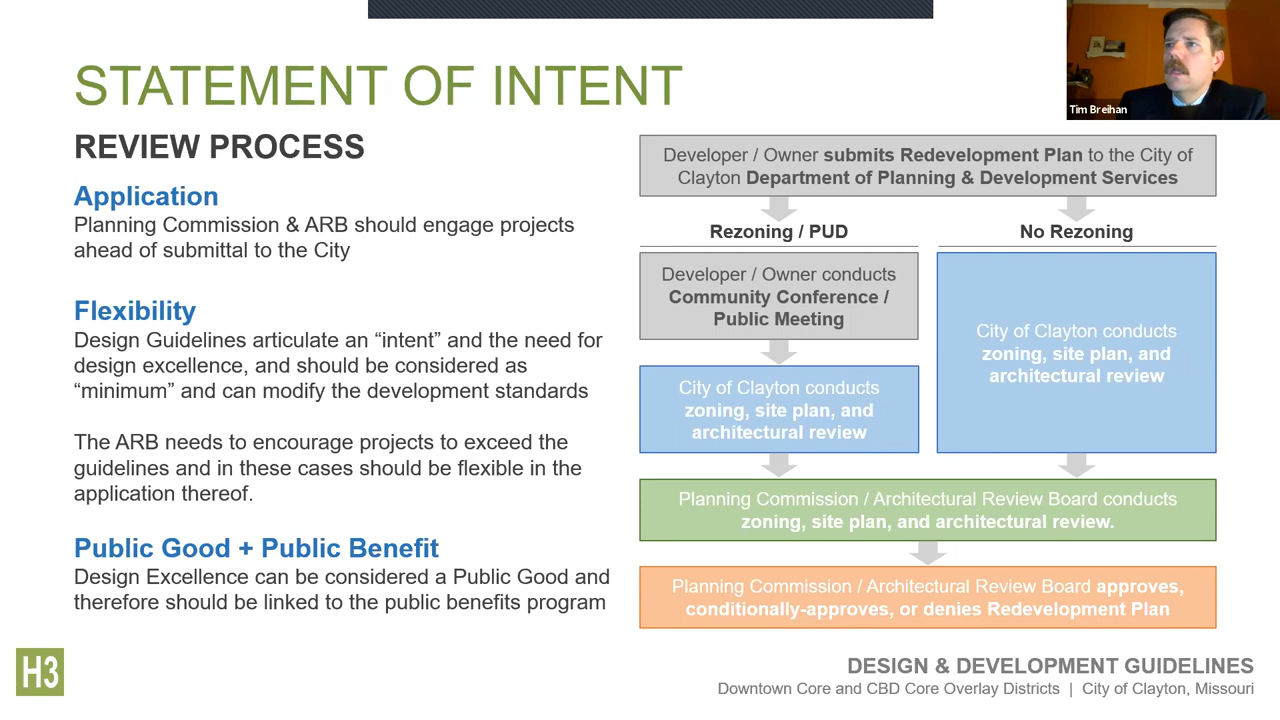 STATEMENT OF INTENT
Tim Breihan
REVIEW PROCESS
Application
Planning Commission & ARB should engage projects
ahead of submittal to the City
Flexibility
Design Guidelines articulate an “intent” and the need for
design excellence, and should be considered as
“minimum” and can modify the development standards
The ARB needs to encourage projects to exceed the
guidelines and in these cases should be flexible in the
application thereof.
Public Good + Public Benefit
Design Excellence can be considered a Public Good and
therefore should be linked to the public benefits program
Developer / Owner submits Redevelopment Plan to the City of
Clayton Department of Planning & Development Services
Rezoning / PUD
Developer / Owner conducts
Community Conference /
Public Meeting
City of Clayton conducts
zoning, site plan, and
architectural review
No Rezoning
City of Clayton conducts
zoning, site plan, and
architectural review
Planning Commission / Architectural Review Board conducts
zoning, site plan, and architectural review.
Planning Commission / Architectural Review Board approves,
conditionally-approves, or denies Redevelopment Plan
H3
DESIGN & DEVELOPMENT GUIDELINES
Downtown Core and CBD Core Overlay Districts | City of Clayton, Missouri